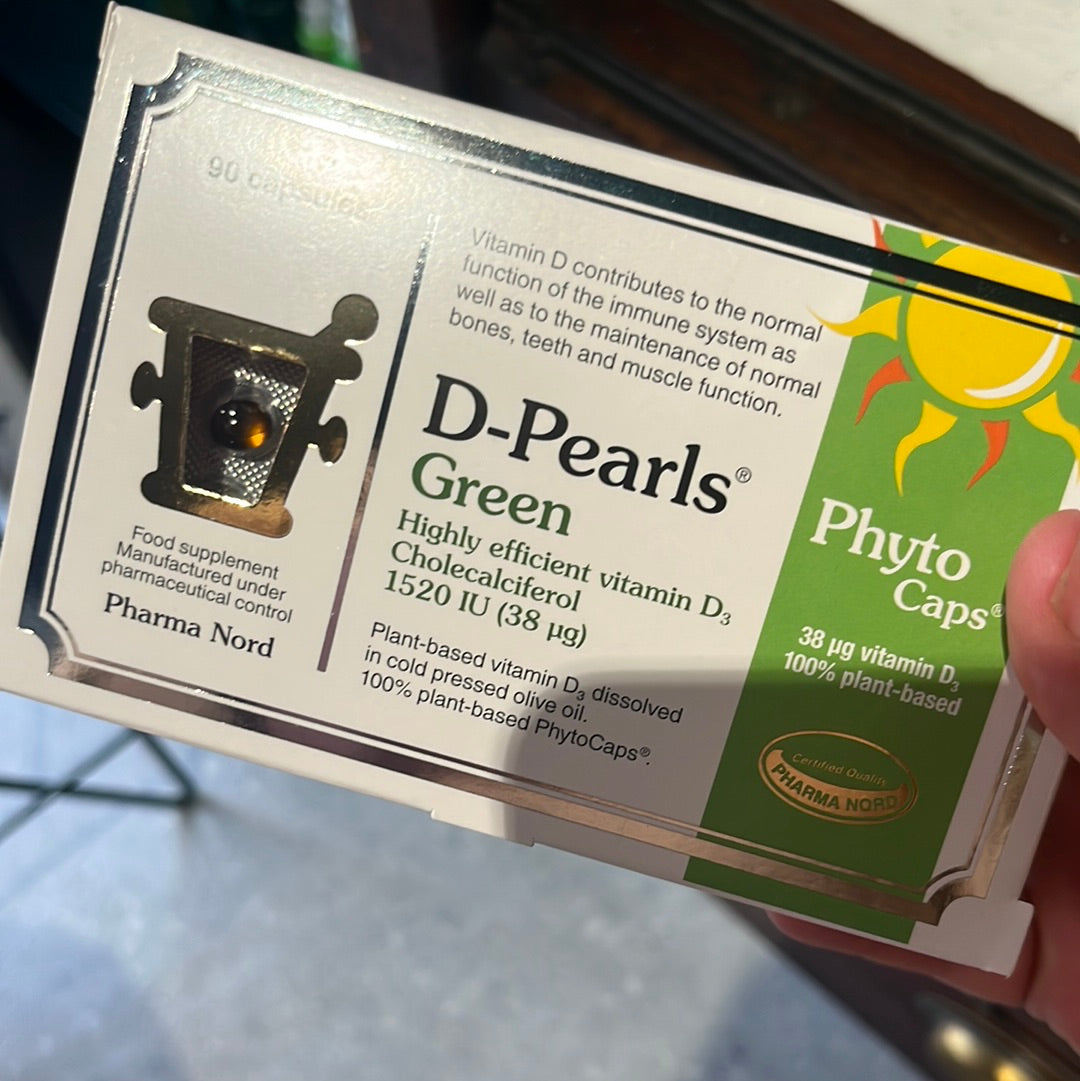 90 capsules
Food supplement
Manufactured under
pharmaceutical control
Pharma Nord
Vitamin D contributes to the normal
function of the immune system as
well as to the maintenance of normal
bones, teeth and muscle function.
D-Pearls®
Green
Highly efficient vitamin D₃
Cholecalciferol
1520 IU (38 µg)
Plant-based vitamin D₃ dissolved
in cold pressed olive oil.
100% plant-based PhytoCaps®.
Phyto
Caps®
38 µg vitamin D₃
100% plant-based
Certified Quality
PHARMA NORD